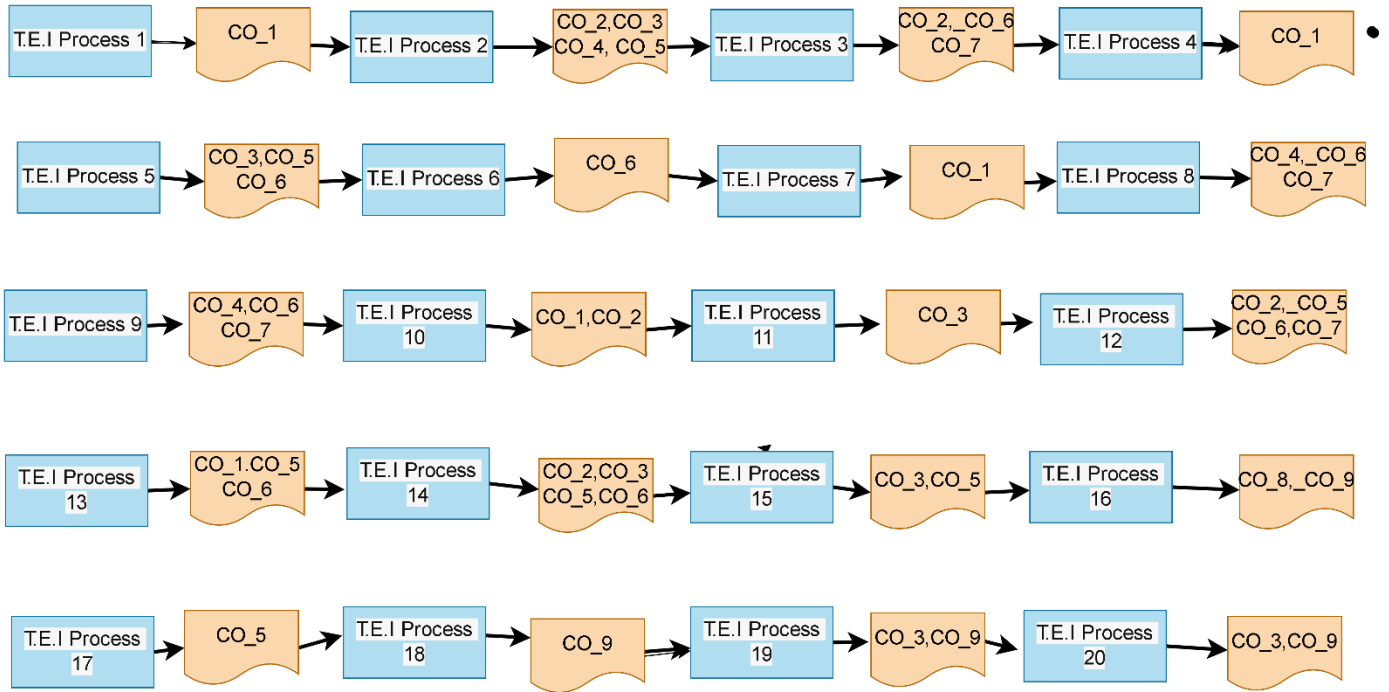 T.E.I Process 1
CO_1
T.E.I Process 2
CO_2,CO_3
CO_4, CO_5
T.E.I Process 3
CO_2,_CO_6
CO_7
T.E.I Process 4
CO_1
T.E.I Process 5
CO_3,CO_5
CO_6
T.E.I Process 6
CO_6
T.E.I Process 7
CO_1
T.E.I Process 8
CO_4,_CO_6
CO_7
T.E.I Process 9
CO_4,CO_6
CO_7
T.E.I Process
10
CO_1,CO_2
T.E.I Process
11
CO_3
T.E.I Process
12
CO_2,_CO_5
CO_6,CO_7
T.E.I Process
13
CO_1.CO_5
CO_6
T.E.I Process
14
CO_2,CO_3
CO_5,CO_6
T.E.I Process
15
CO_3,CO_5
T.E.I Process
16
CO_8,_CO_9
T.E.I Process
17
CO_5
T.E.I Process
18
CO_9
T.E.I Process
19
CO_3,CO_9
T.E.I Process
20
CO_3,CO_9